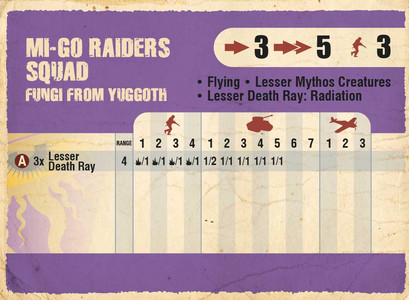 MI-GO RAIDERS
SQUAD
FUNGI FROM YUGGOTH
3 5 3
• Flying • Lesser Mythos Creatures
• Lesser Death Ray: Radiation
RANGE 1 2 3 4 1 2 3 4 5 6 7 1 2 3
A 3x Lesser
Death Ray 4 /1 /1 /1 /1 1/2 1/1 1/1 1/1 1/1